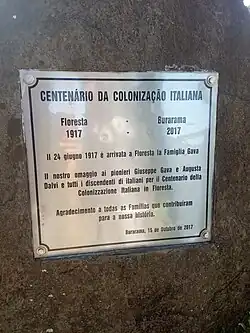 CENTENÁRIO DA COLONIZAÇÃO ITALIANA
Floresta - Burarama
1917 2017
Il 24 giugno 1917 è arrivata a Floresta la Famiglia Gava
Il nostro omaggio ai pionieri Giuseppe Gava e Augusta
Dalvi e tutti i discendenti di italiani per il Centenario della
Colonizzazione Italiana in Floresta.
Agradecimento a todas as Famílias que contribuíram
para a nossa história.
Burarama, 15 de Outubro de 2017